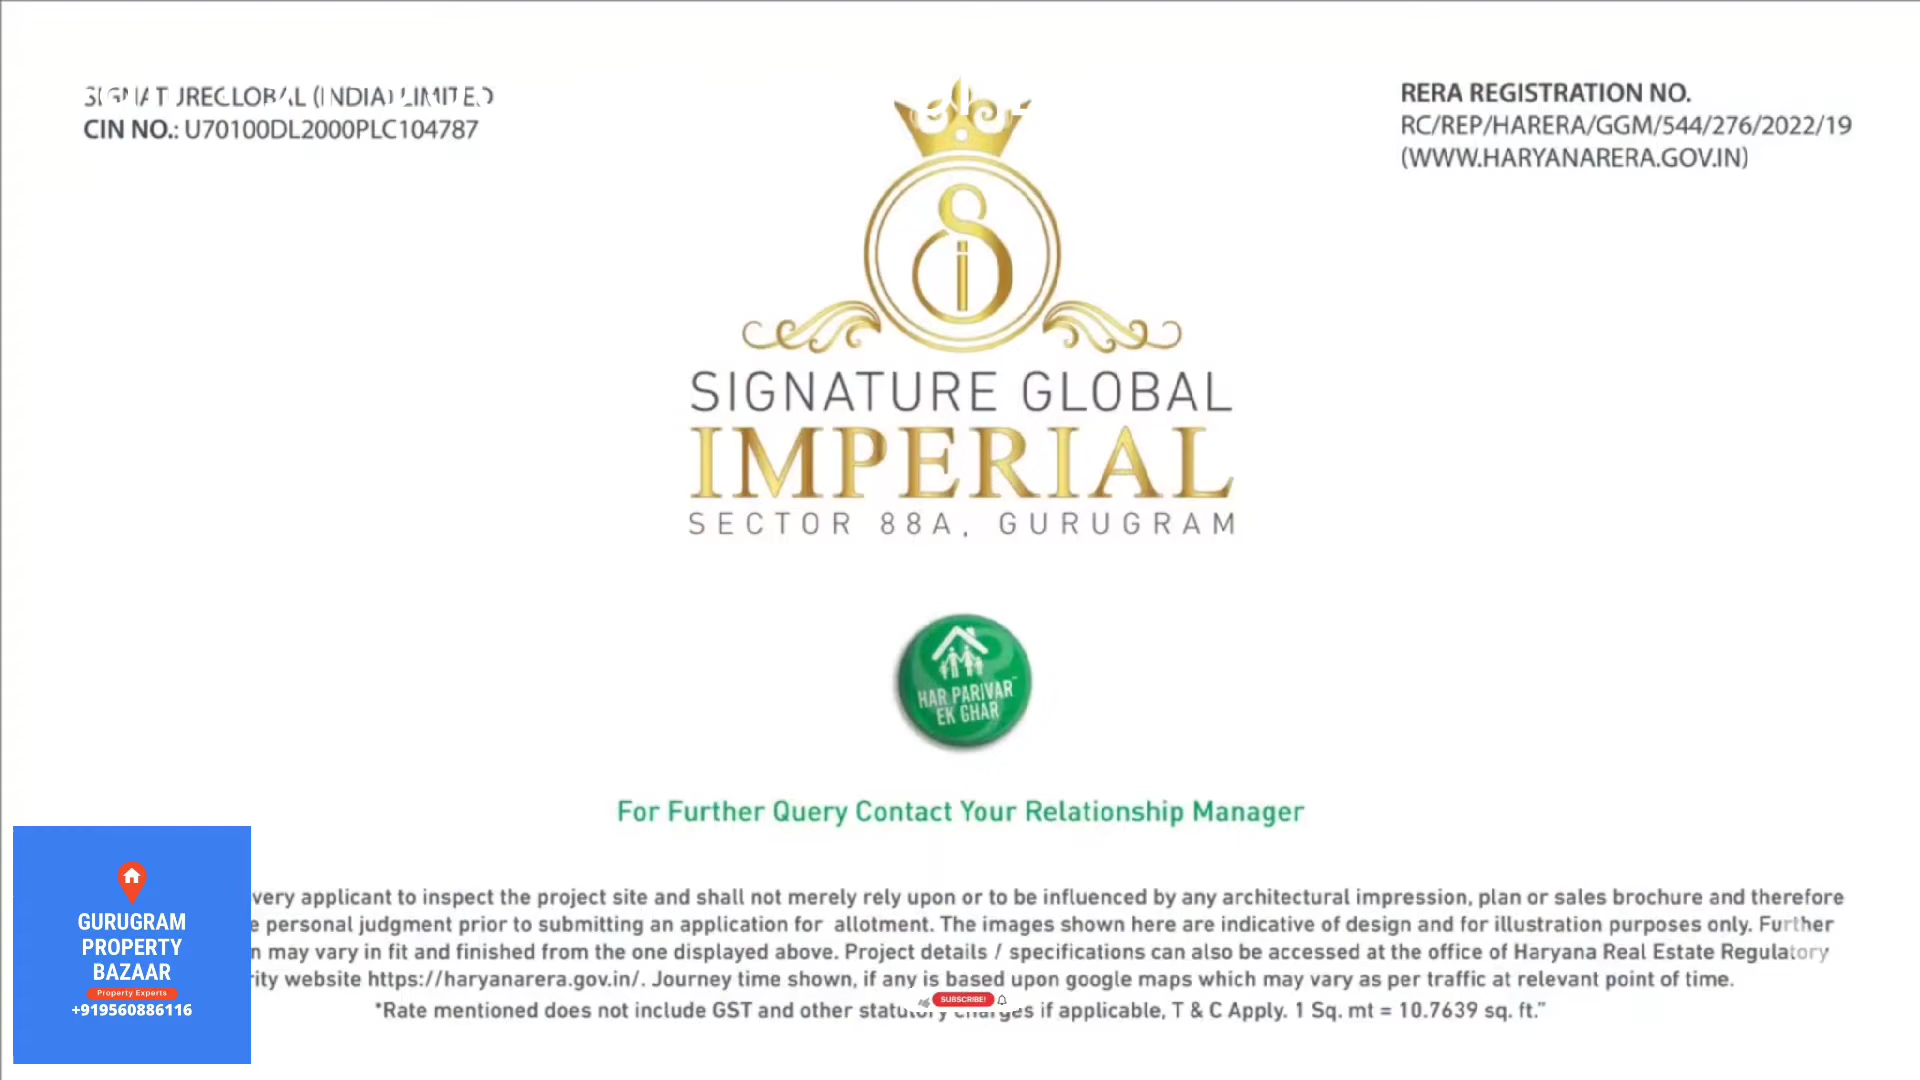 SIGNATUREGLOBAL (INDIA) LIMITED
CIN NO.: U70100DL2000PLC104787
RERA REGISTRATION NO.
RC/REP/HARERA/GGM/544/276/2022/19
(WWW.HARYANARERA.GOV.IN)
SIGNATURE GLOBAL
IMPERIAL
SECTOR 88A, GURUGRAM
HAR PARIVAR
EK GHAR
For Further Query Contact Your Relationship Manager
very applicant to inspect the project site and shall not merely rely upon or to be influenced by any architectural impression, plan or sales brochure and therefore
e personal judgment prior to submitting an application for allotment. The images shown here are indicative of design and for illustration purposes only. Further
n may vary in fit and finished from the one displayed above. Project details / specifications can also be accessed at the office of Haryana Real Estate Regulatory
rity website https://haryanarera.gov.in/. Journey time shown, if any is based upon google maps which may vary as per traffic at relevant point of time.
*Rate mentioned does not include GST and other statutory charges if applicable, T & C Apply. 1 Sq. mt = 10.7639 sq. ft."
SUBSCRIBE!
GURUGRAM
PROPERTY
BAZAAR
Property Experts
+919560886116